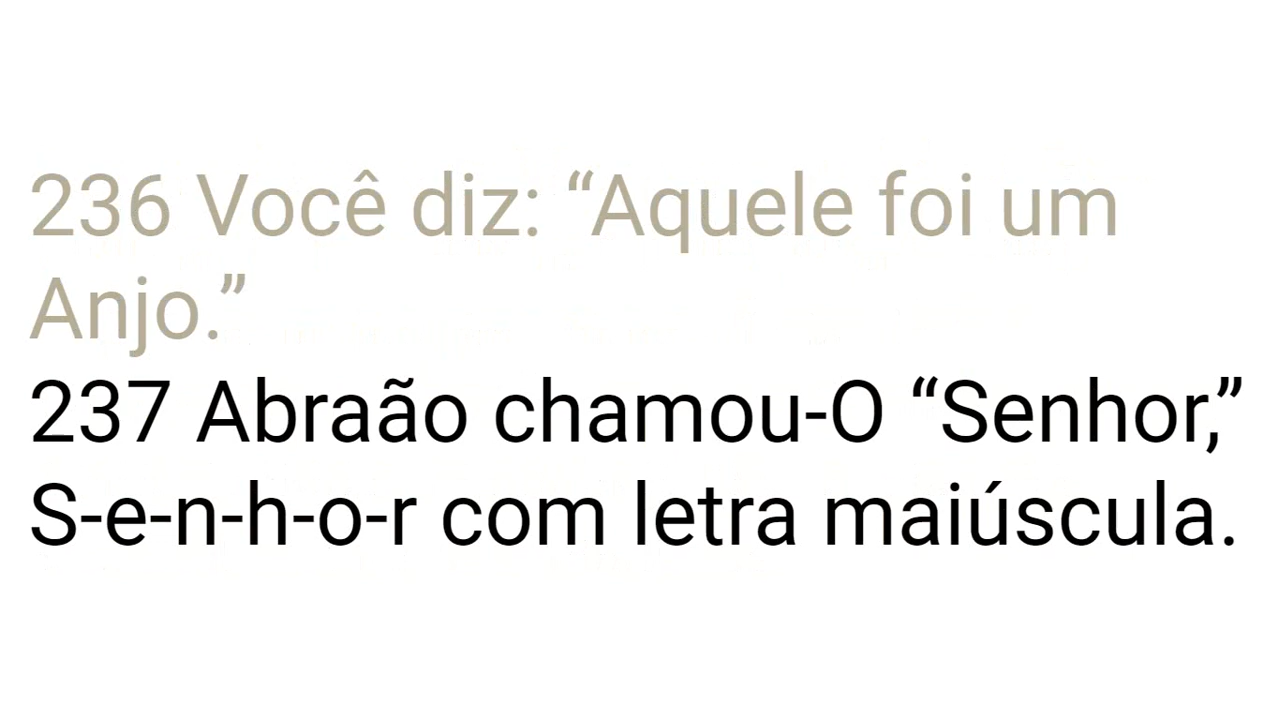 236 Você diz: “Aquele foi um
Anjo.”
237 Abraão chamou-O “Senhor,”
S-e-n-h-o-r com letra maiúscula.